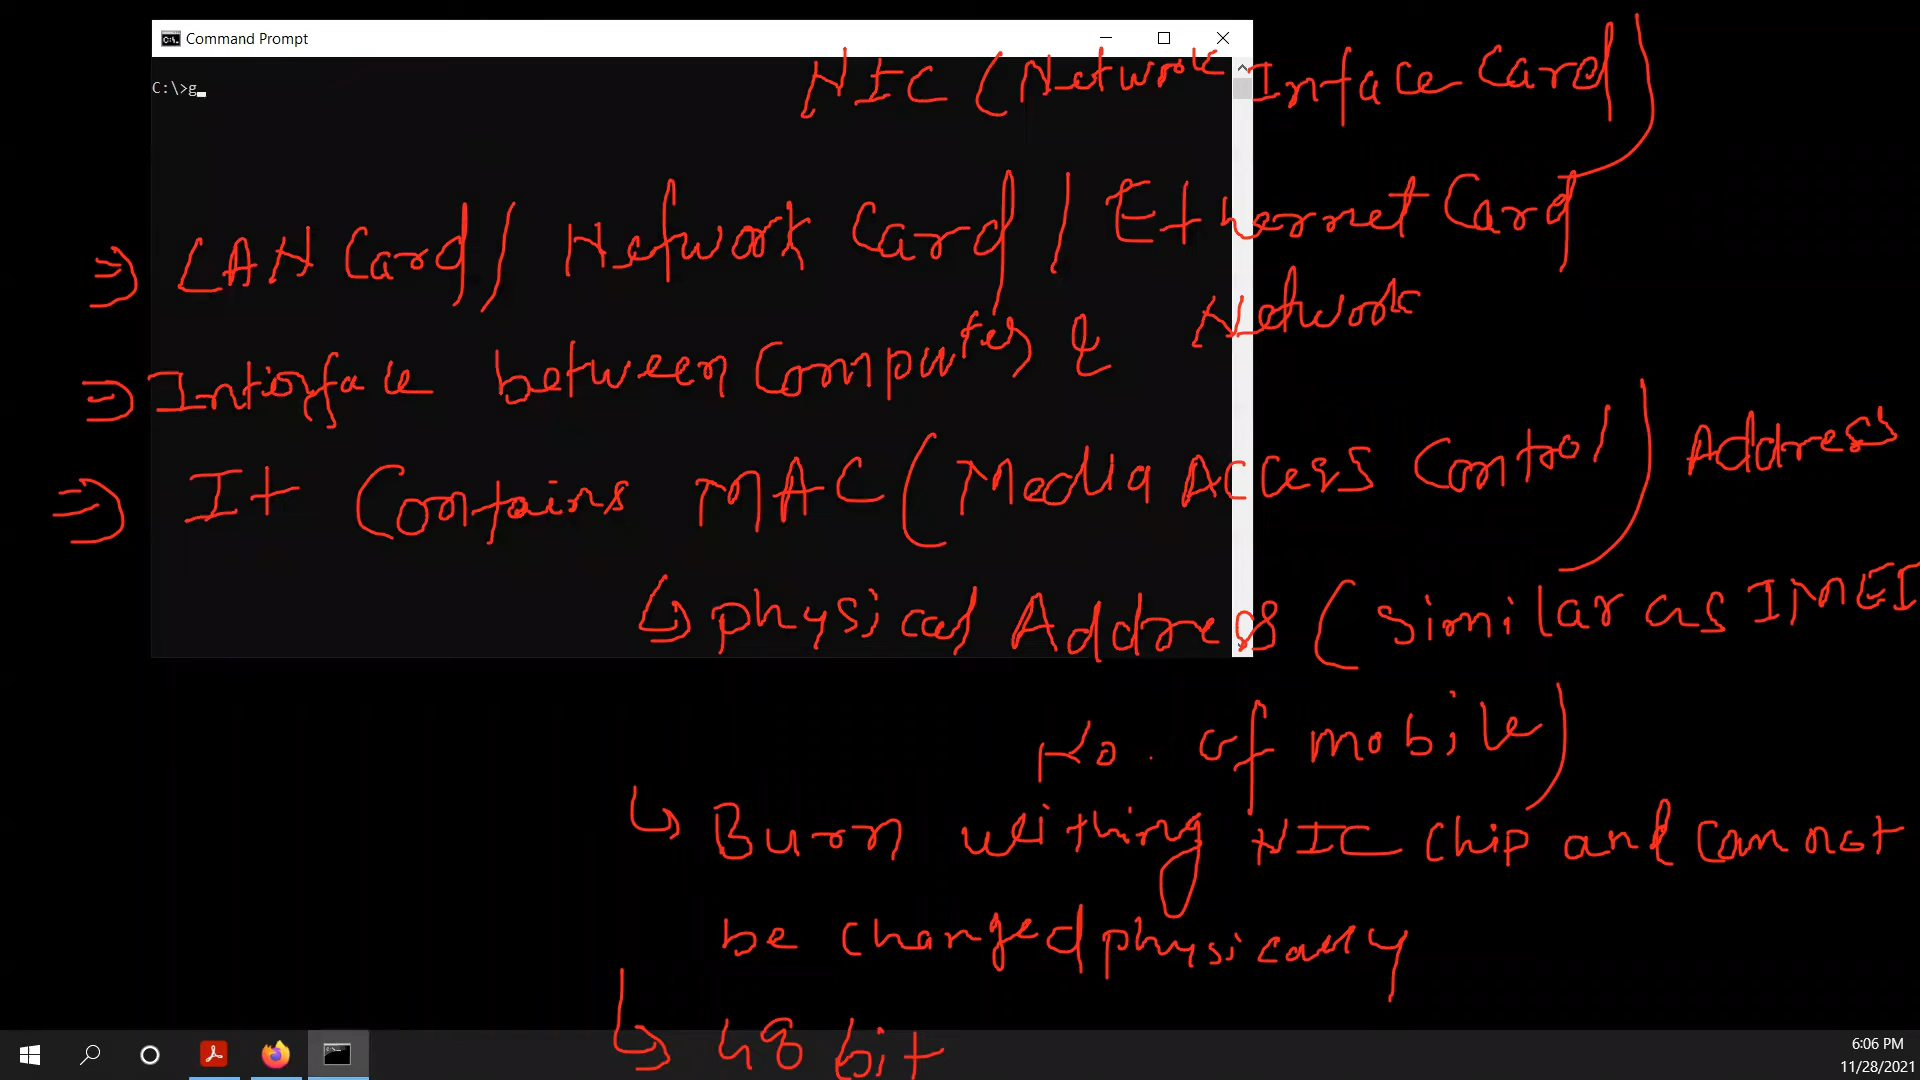 Command Prompt
C:\>g
NIC (Network Inface Card)
⇒ LAN Card / Network Card / Ethernet Card
⇒ Interface between Computer & Network
⇒ It Contains MAC (Media Access Control) Address
↳ physical Address (similar as IMEI
No. of mobile)
↳ Burn withing NIC chip and can not
be changed physically
↳ 48 bit
6:06 PM
11/28/2021